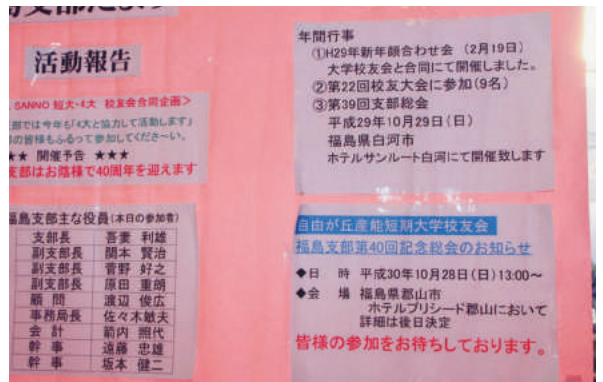 支部だより
活動報告
SANNO 短大・4大 校友会合同企画＞
部では今年も「4大と協力して活動します」
の皆様もふるって参加してくださ～い。
★★ 開催予告 ★★★
支部はお陰様で40周年を迎えます
福島支部主な役員（本日の参加者）
支部長 吾妻 利雄
副支部長 関本 賢治
副支部長 菅野 好之
副支部長 原田 重朗
顧問 渡辺 俊広
事務局長 佐々木敏夫
会計 箭内 照代
幹事 遠藤 忠雄
幹事 坂本 健二
年間行事
①H29年新年顔合わせ会 （2月19日）
大学校友会と合同にて開催しました。
②第22回校友大会に参加（9名）
③第39回支部総会
平成29年10月29日（日）
福島県白河市
ホテルサンルート白河にて開催致します
自由が丘産能短期大学校友会
福島支部第40回記念総会のお知らせ
◆日 時 平成30年10月28日（日）13:00～
◆会 場 福島県郡山市
ホテルプリシード郡山において
詳細は後日決定
皆様の参加をお待ちしております。